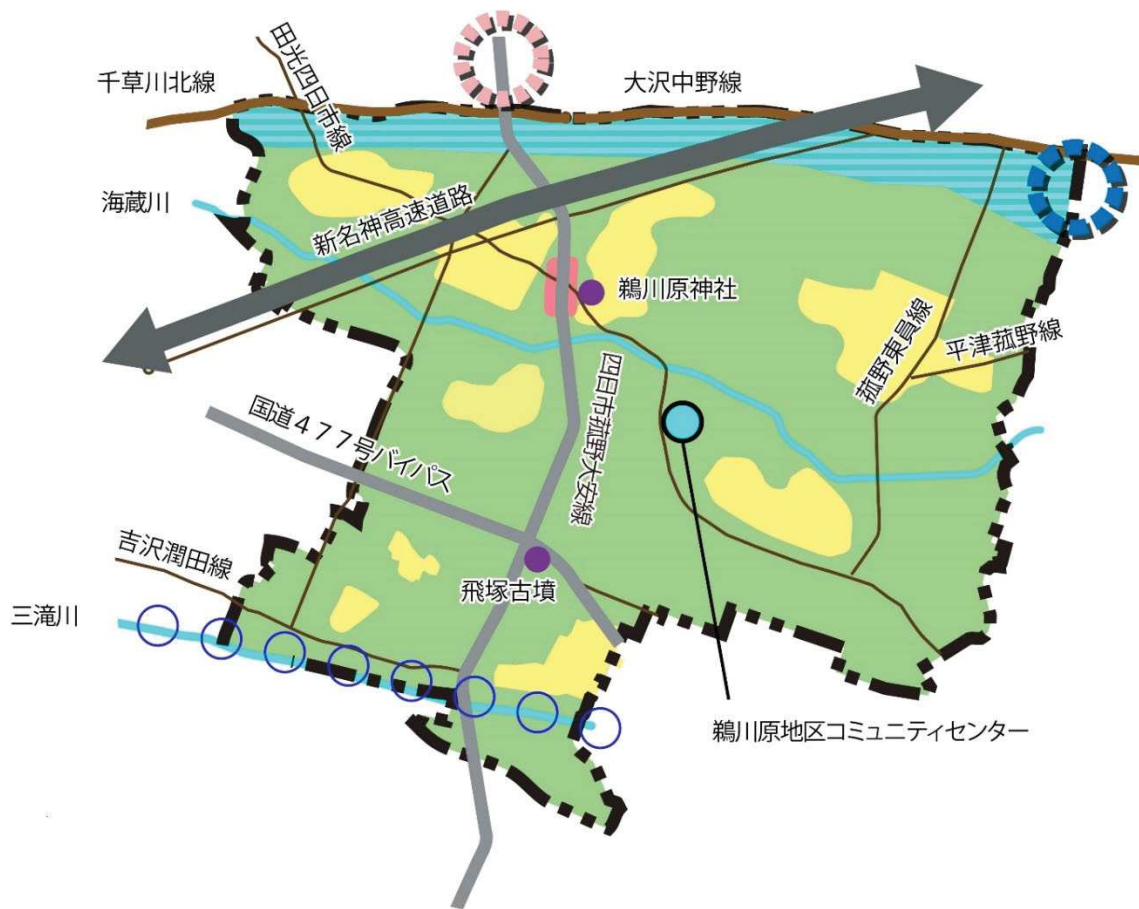 田光四日市線
千草川北線
大沢中野線
海蔵川
新名神高速道路
鵜川原神社
菰野東員線
平津菰野線
四日市菰野大安線
国道４７７号バイパス
吉沢潤田線
飛塚古墳
三滝川
鵜川原地区コミュニティセンター